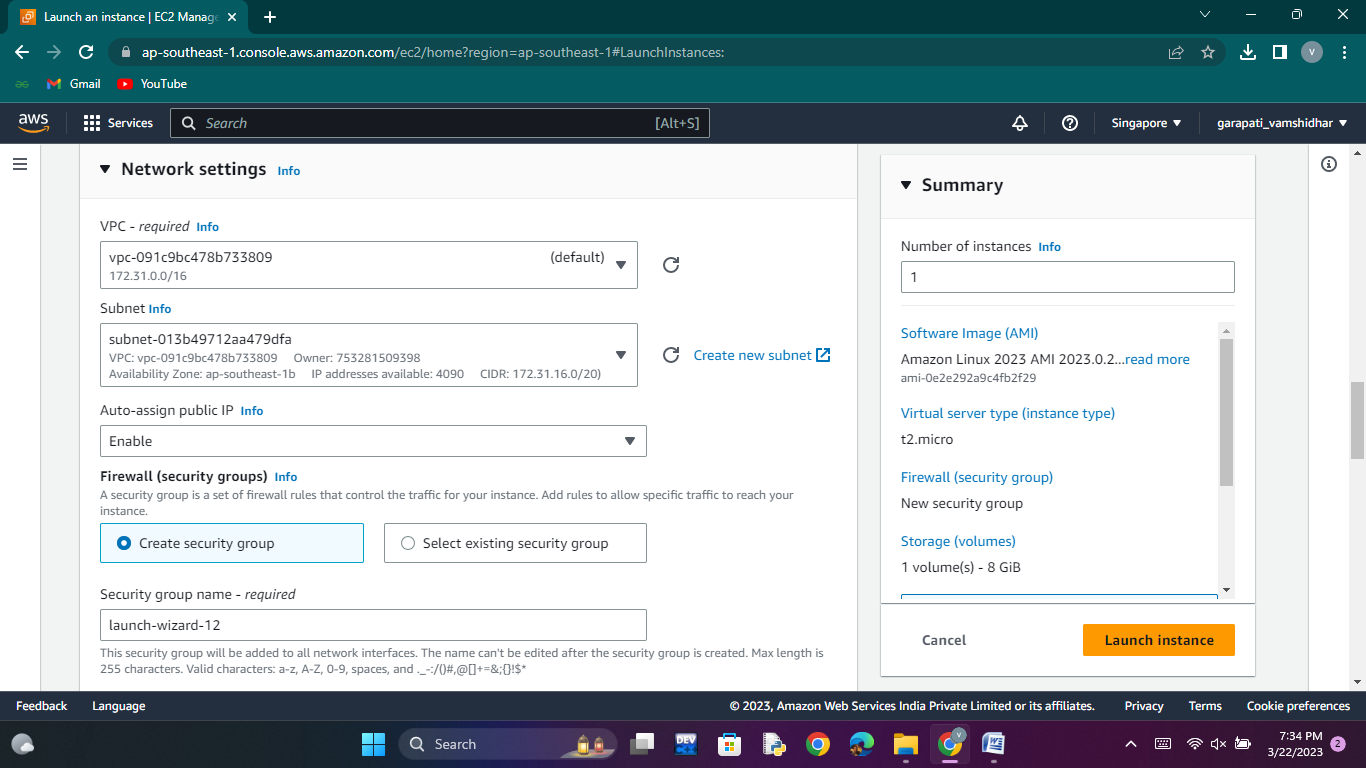 Launch an instance | EC2 Manage
ap-southeast-1.console.aws.amazon.com/ec2/home?region=ap-southeast-1#LaunchInstances:
V
Gmail
YouTube
aws
Services
Search
[Alt+S]
Singapore
garapati_vamshidhar
Network settings Info
VPC - required Info
vpc-091c9bc478b733809 (default)
172.31.0.0/16
Subnet Info
subnet-013b49712aa479dfa
VPC: vpc-091c9bc478b733809 Owner: 753281509398
Availability Zone: ap-southeast-1b IP addresses available: 4090 CIDR: 172.31.16.0/20)
Create new subnet
Auto-assign public IP Info
Enable
Firewall (security groups) Info
A security group is a set of firewall rules that control the traffic for your instance. Add rules to allow specific traffic to reach your
instance.
Create security group
Select existing security group
Security group name - required
launch-wizard-12
This security group will be added to all network interfaces. The name can't be edited after the security group is created. Max length is
255 characters. Valid characters: a-z, A-Z, 0-9, spaces, and ._-:/()#,@[]+=&;{}!$*
Summary
Number of instances Info
1
Software Image (AMI)
Amazon Linux 2023 AMI 2023.0.2...read more
ami-0e2e292a9c4fb2f29
Virtual server type (instance type)
t2.micro
Firewall (security group)
New security group
Storage (volumes)
1 volume(s) - 8 GiB
Cancel
Launch instance
Feedback
Language
© 2023, Amazon Web Services India Private Limited or its affiliates.
Privacy
Terms
Cookie preferences
Search
DEV
V
7:34 PM
3/22/2023
2